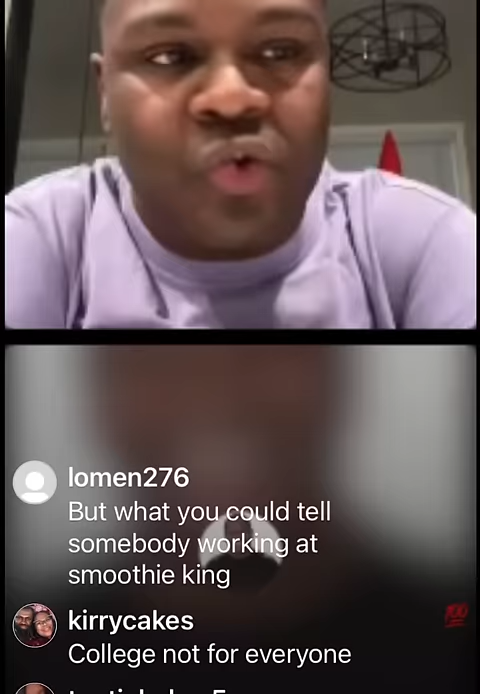 lomen276
But what you could tell
somebody working at
smoothie king
kirrycakes
💯
College not for everyone